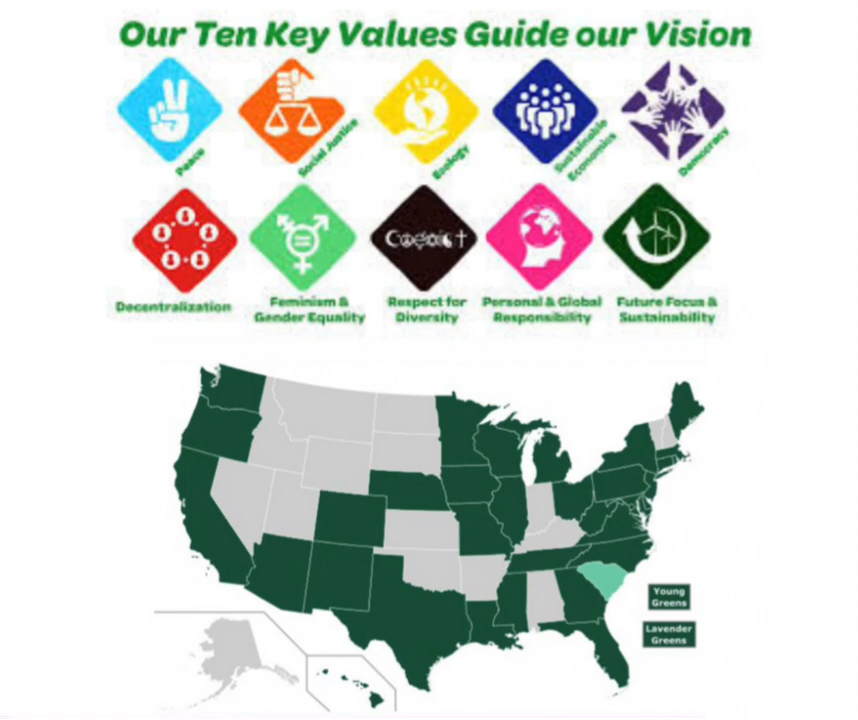 Our Ten Key Values Guide our Vision
Peace
Social Justice
Ecology
Sustainable
Economics
Democracy
Coexist
Decentralization
Feminism &
Gender Equality
Respect for
Diversity
Personal & Global
Responsibility
Future Focus &
Sustainability
Young
Greens
Lavender
Greens